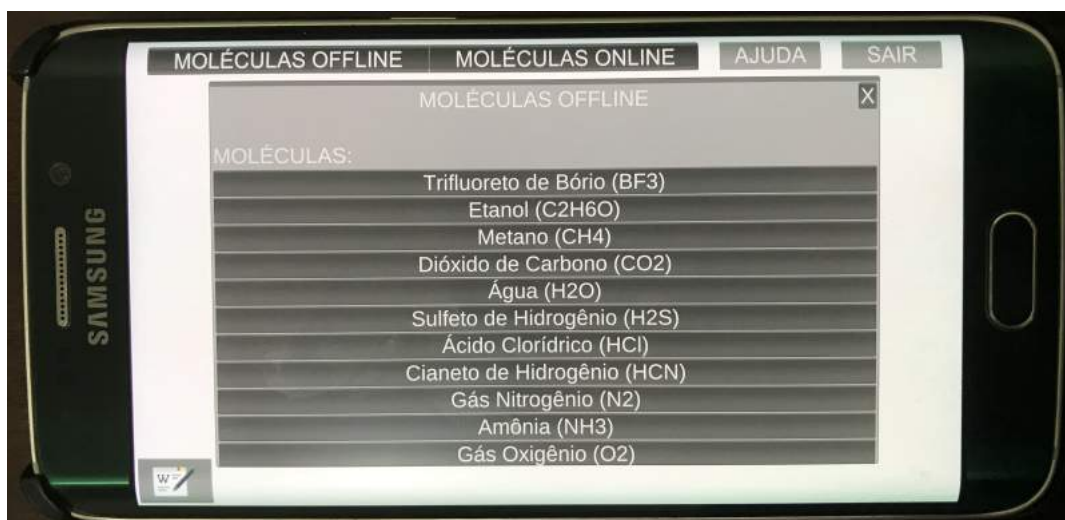 MOLÉCULAS OFFLINE MOLÉCULAS ONLINE AJUDA SAIR
MOLÉCULAS OFFLINE X
MOLÉCULAS:
Trifluoreto de Bório (BF3)
Etanol (C2H6O)
Metano (CH4)
Dióxido de Carbono (CO2)
Água (H2O)
Sulfeto de Hidrogênio (H2S)
Ácido Clorídrico (HCl)
Cianeto de Hidrogênio (HCN)
Gás Nitrogênio (N2)
Amônia (NH3)
Gás Oxigênio (O2)
W
SAMSUNG